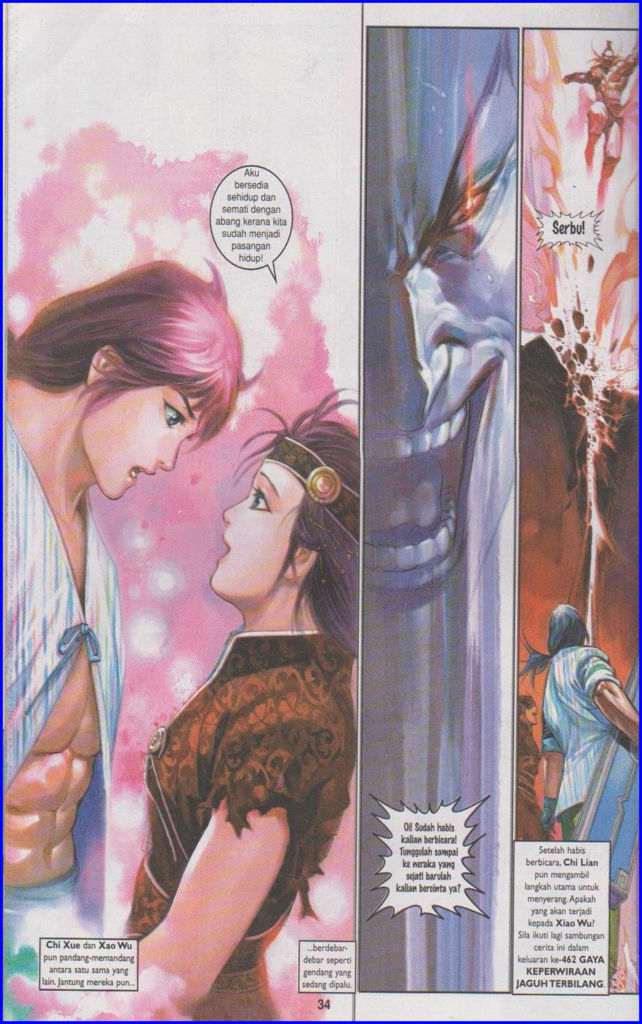 Aku
bersedia
sehidup dan
semati dengan
abang kerana kita
sudah menjadi
pasangan
hidup!
Chi Xue dan Xao Wu
pun pandang-memandang
antara satu sama yang
lain. Jantung mereka pun...
...berdebar-
debar seperti
gendang yang
sedang dipalu.
Oi! Sudah habis
kalian berbicara!
Tunggulah sampai
ke neraka yang
sejati barulah
kalian bercinta ya?
Serbu!
Setelah habis
berbicara, Chi Lian
pun mengambil
langkah utama untuk
menyerang. Apakah
yang akan terjadi
kepada Xiao Wu?
Sila ikuti lagi sambungan
cerita ini dalam
keluaran ke-462 GAYA
KEPERWIRAAN
JAGUH TERBILANG.
34